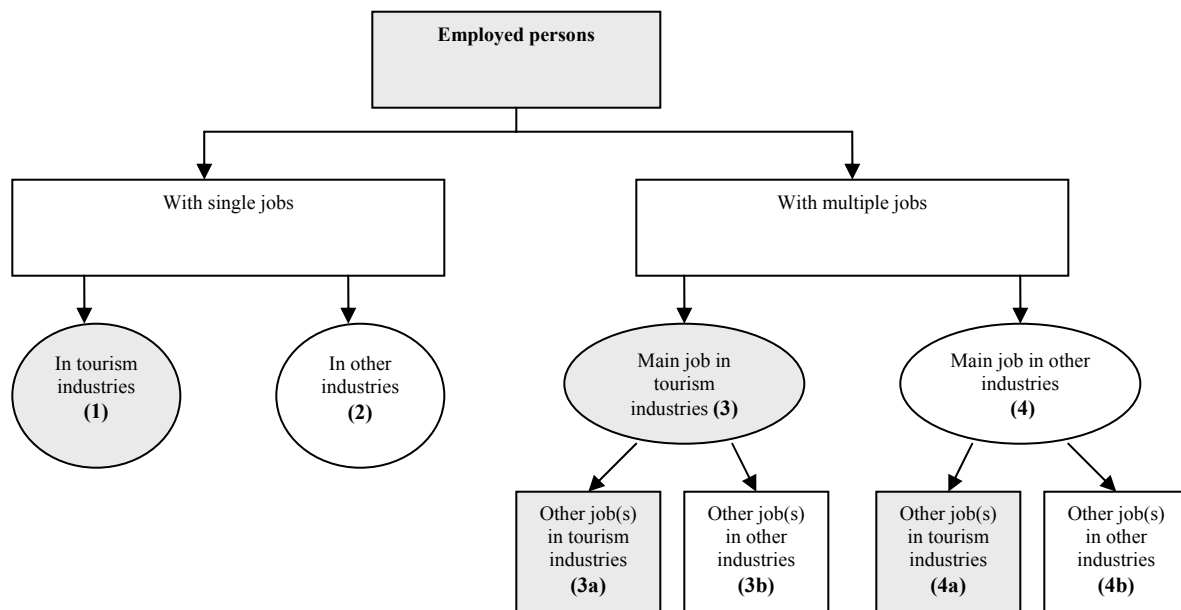 Employed persons
With single jobs
With multiple jobs
In tourism
industries
(1)
In other
industries
(2)
Main job in
tourism
industries (3)
Main job in other
industries
(4)
Other job(s)
in tourism
industries
(3a)
Other job(s)
in other
industries
(3b)
Other job(s)
in tourism
industries
(4a)
Other job(s)
in other
industries
(4b)